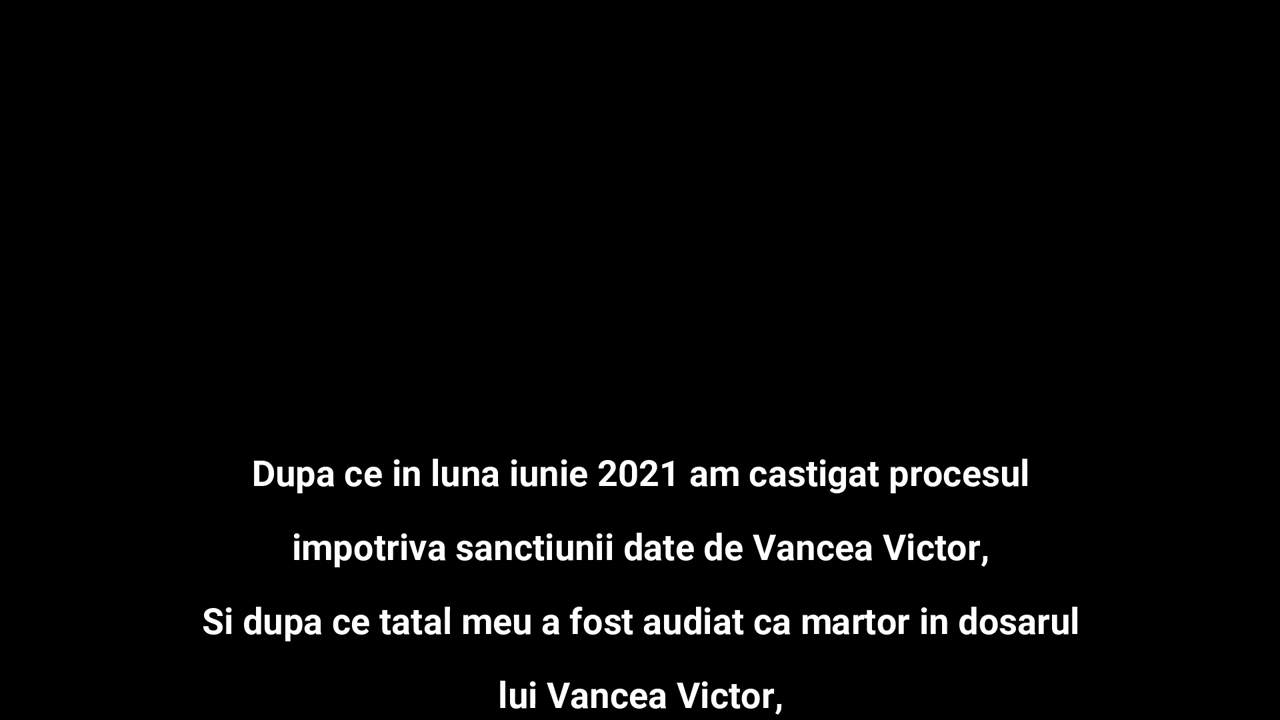 Dupa ce in luna iunie 2021 am castigat procesul
impotriva sanctiunii date de Vancea Victor,
Si dupa ce tatal meu a fost audiat ca martor in dosarul
lui Vancea Victor,